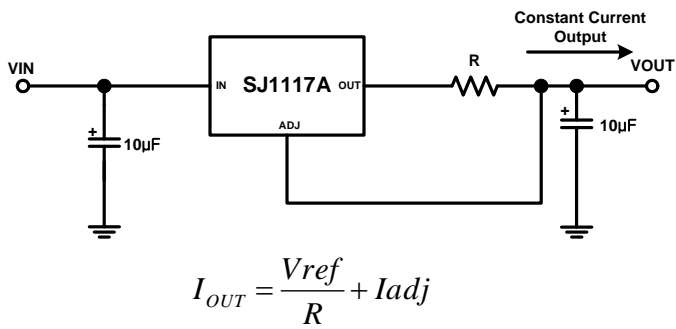 Constant Current
Output
VIN
IN
SJ1117A
OUT
R
VOUT
ADJ
+
10µF
+
10µF
I_OUT = Vref / R + Iadj